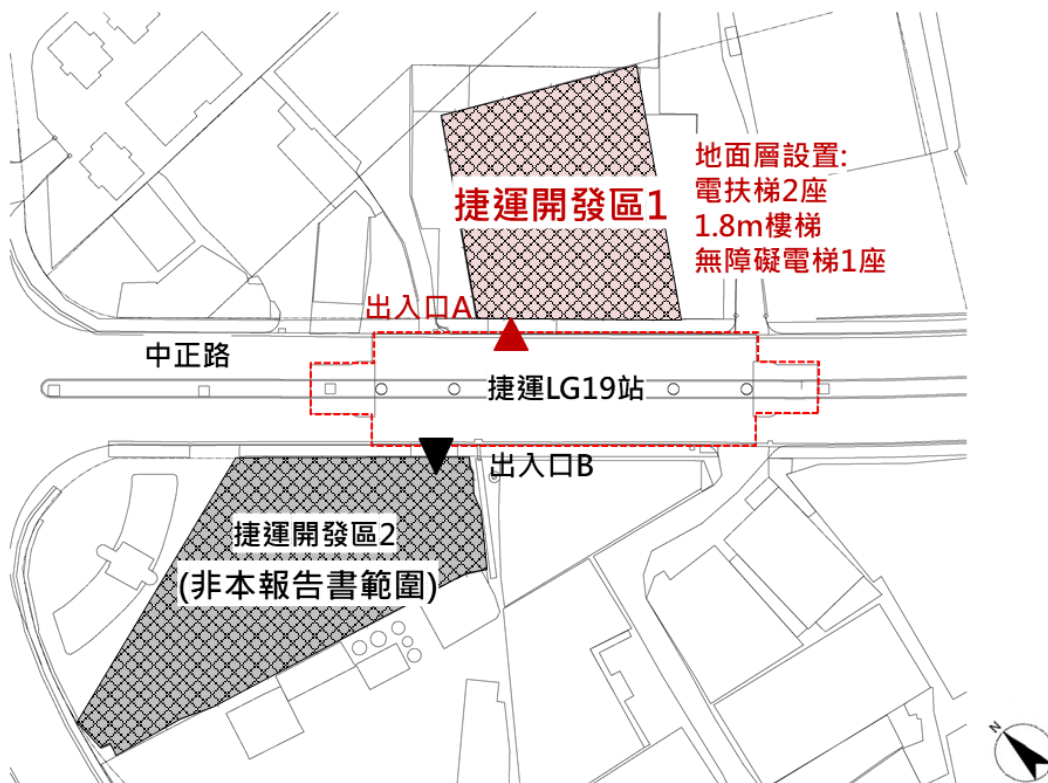 地面層設置:
電扶梯2座
1.8m樓梯
無障礙電梯1座
捷運開發區1
出入口A
中正路
捷運LG19站
出入口B
捷運開發區2
(非本報告書範圍)
N